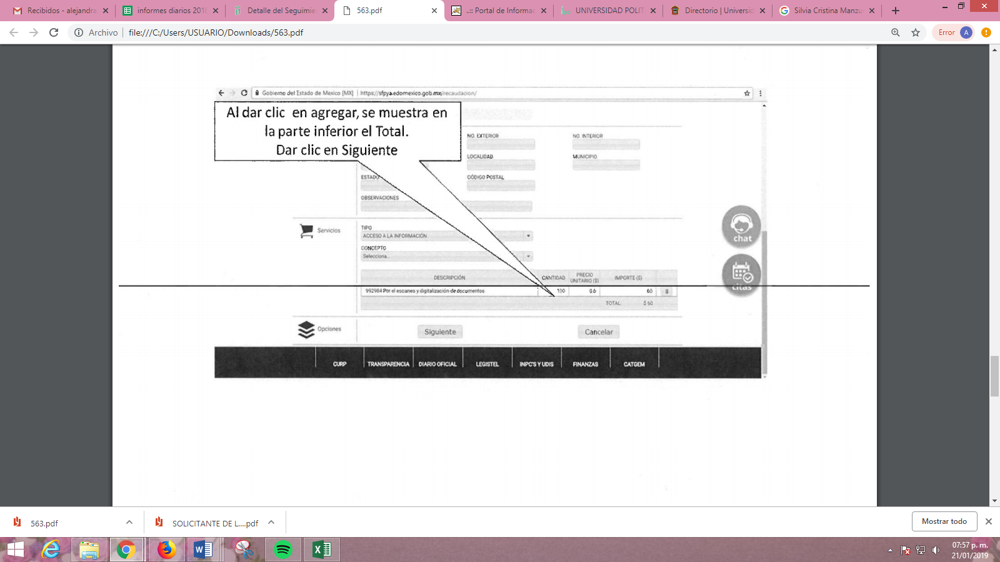 Recibidos - alejandra
informes diarios 2018
Detalle del Seguimie
563.pdf
..:: Portal de Informac
UNIVERSIDAD POLIT
Directorio | Universid
Silvia Cristina Manzu
Archivo
file:///C:/Users/USUARIO/Downloads/563.pdf
Error
A
Gobierno del Estado de Mexico [MX]
https://sfpya.edomexico.gob.mx/recaudacion/
Al dar clic en agregar, se muestra en
la parte inferior el Total.
Dar clic en Siguiente
NO. EXTERIOR
NO. INTERIOR
LOCALIDAD
MUNICIPIO
ESTADO
CÓDIGO POSTAL
OBSERVACIONES
Servicios
TIPO
ACCESO A LA INFORMACIÓN
CONCEPTO
Selecciona...
chat
citas
DESCRIPCIÓN
CANTIDAD
PRECIO
UNITARIO ($)
IMPORTE ($)
992984 Por el escaneo y digitalización de documentos
100
0.6
60
TOTAL:
$ 60
Opciones
Siguiente
Cancelar
CURP
TRANSPARENCIA
DIARIO OFICIAL
LEGISTEL
INPC'S Y UDIS
FINANZAS
CATGEM
563.pdf
SOLICITANTE DE L....pdf
Mostrar todo
07:57 p. m.
21/01/2019